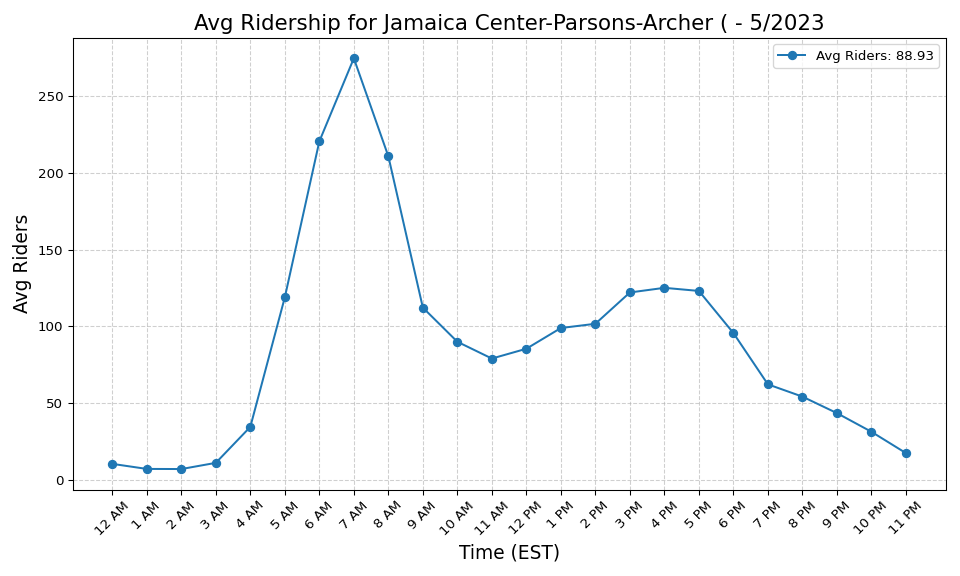 Avg Ridership for Jamaica Center-Parsons-Archer ( - 5/2023
Avg Riders: 88.93
Avg Riders
250
200
150
100
50
0
12 AM 1 AM 2 AM 3 AM 4 AM 5 AM 6 AM 7 AM 8 AM 9 AM 10 AM 11 AM 12 PM 1 PM 2 PM 3 PM 4 PM 5 PM 6 PM 7 PM 8 PM 9 PM 10 PM 11 PM
Time (EST)